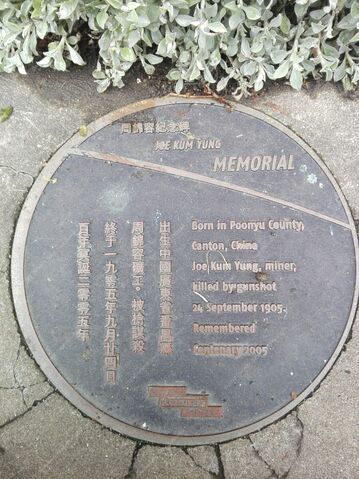 周錦容紀念碑
JOE KUM YUNG
MEMORIAL
出生中國廣東省番禺縣
周錦容礦工。被槍謀殺
終于一九零五年九月廿四日
百年冥誕二零零五年
Born in Poonyu County,
Canton, China
Joe Kum Yung, miner,
killed by gunshot
24 September 1905.
Remembered
Centenary 2005